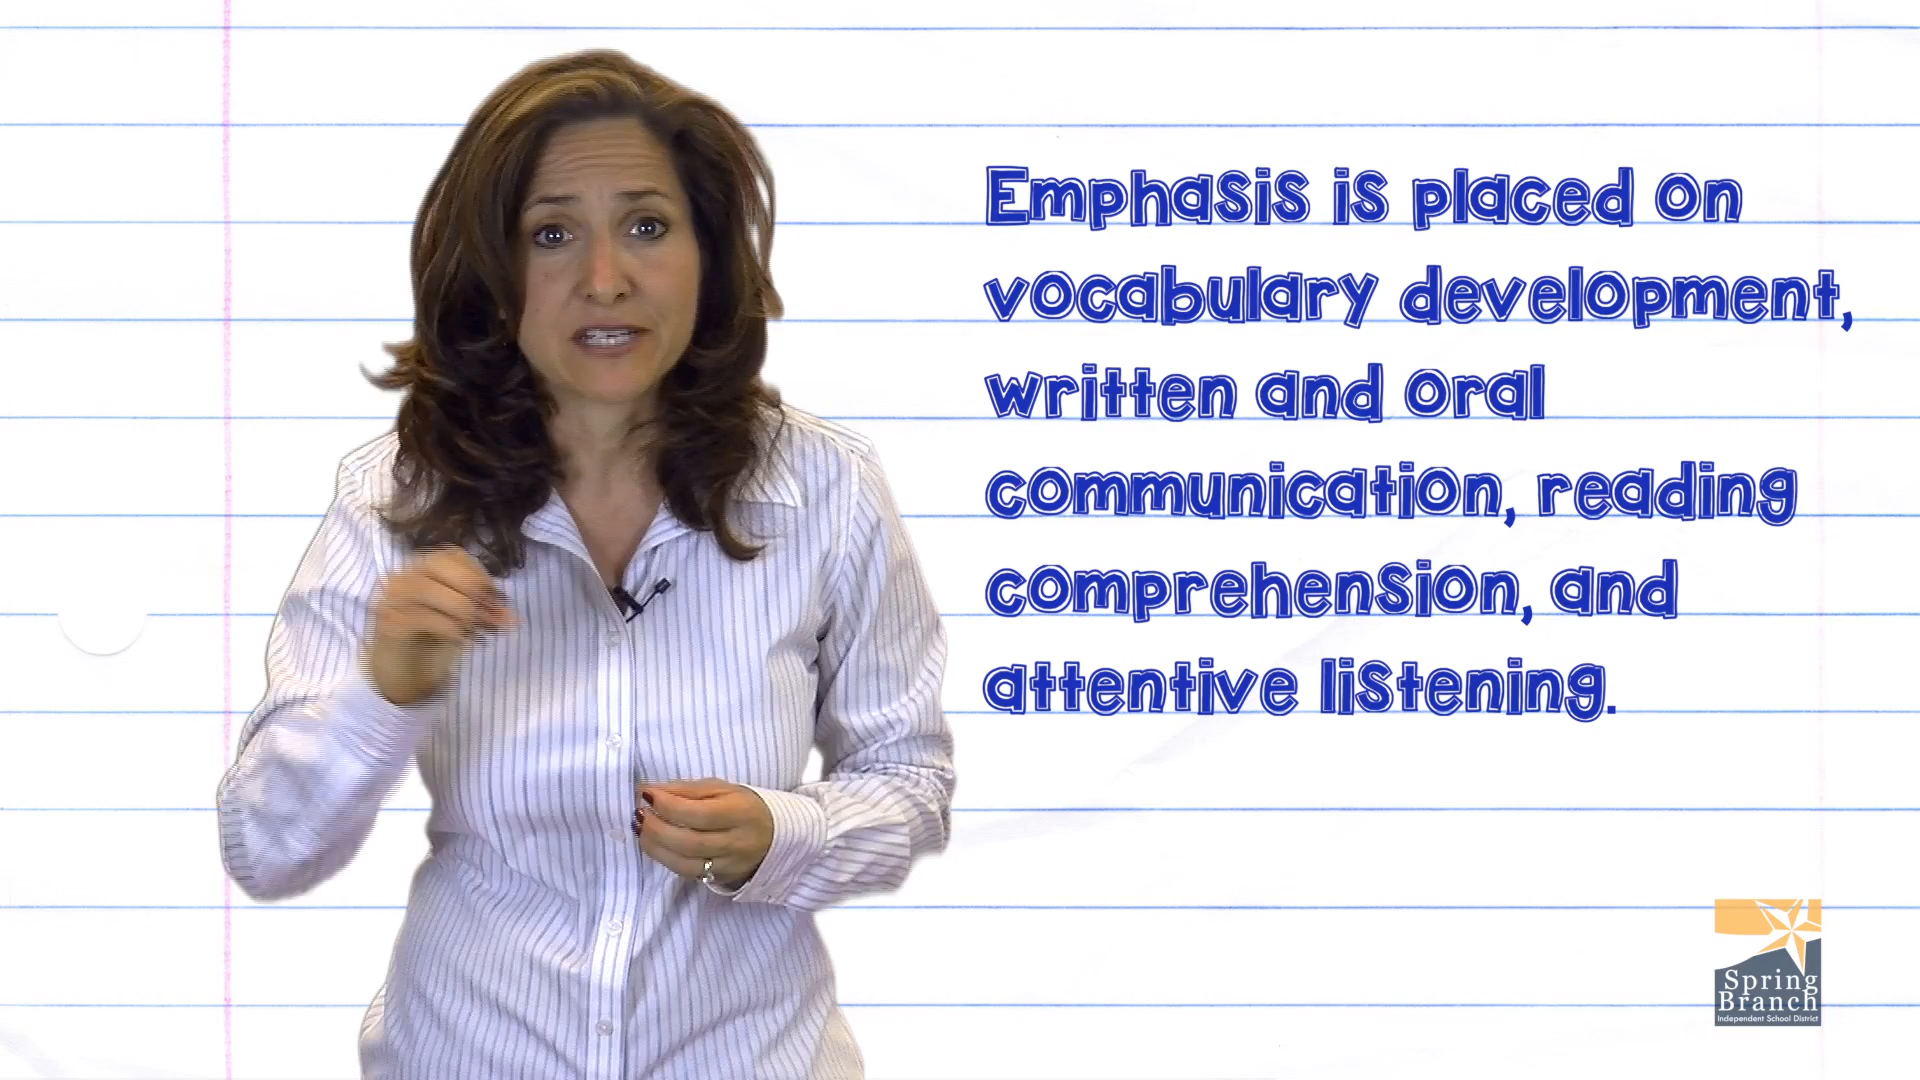 Emphasis is placed on
vocabulary development,
written and oral
communication, reading
comprehension, and
attentive listening.
Spring
Branch
Independent School District